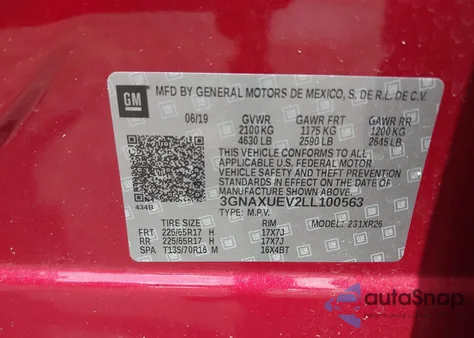 GM
MFD BY GENERAL MOTORS DE MEXICO, S. DE R.L. DE C.V.
06/19 GVWR GAWR FRT GAWR RR
2100 KG 1175 KG 1200 KG
4630 LB 2590 LB 2645 LB
THIS VEHICLE CONFORMS TO ALL
APPLICABLE U.S. FEDERAL MOTOR
VEHICLE SAFETY AND THEFT PREVENTION
STANDARDS IN EFFECT ON THE DATE OF
MANUFACTURE SHOWN ABOVE.
3GNAXUEV2LL100563
434B TYPE: M.P.V. MODEL: 231XR26
TIRE SIZE RIM
FRT 225/65R17 H 17X7J
RR 225/65R17 H 17X7J
SPA T135/70R16 M 16X4BT
autoSnap